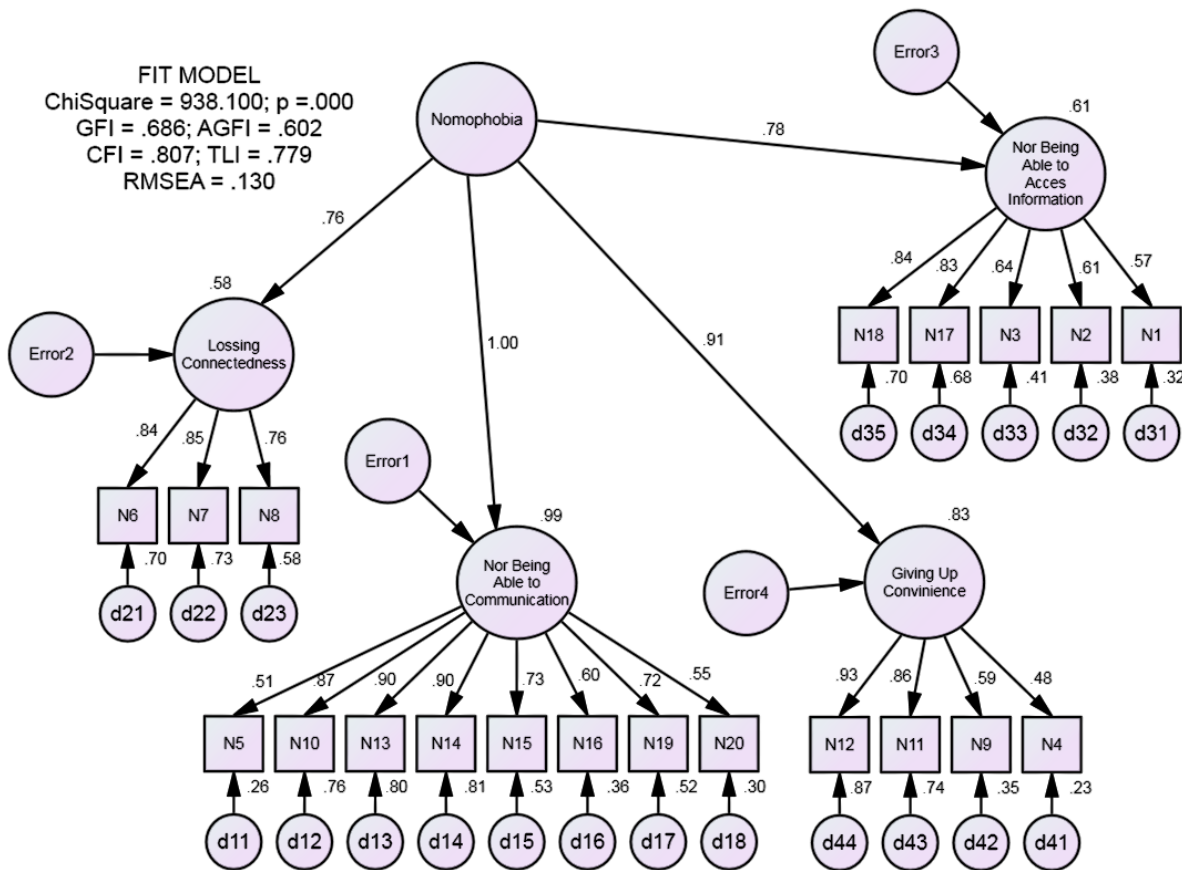 FIT MODEL
ChiSquare = 938.100; p =.000
GFI = .686; AGFI = .602
CFI = .807; TLI = .779
RMSEA = .130
Nomophobia
Error3
.61
.78
Nor Being
Able to
Acces
Information
.84
.83
.64
.61
.57
N18
N17
N3
N2
N1
.70
.68
.41
.38
.32
d35
d34
d33
d32
d31
.76
.58
Error2
Lossing
Connectedness
.84
.85
.76
N6
N7
N8
.70
.73
.58
d21
d22
d23
1.00
.91
Error1
.99
Nor Being
Able to
Communication
.51
.87
.90
.90
.73
.60
.72
.55
N5
N10
N13
N14
N15
N16
N19
N20
.26
.76
.80
.81
.53
.36
.52
.30
d11
d12
d13
d14
d15
d16
d17
d18
Error4
.83
Giving Up
Convinience
.93
.86
.59
.48
N12
N11
N9
N4
.87
.74
.35
.23
d44
d43
d42
d41